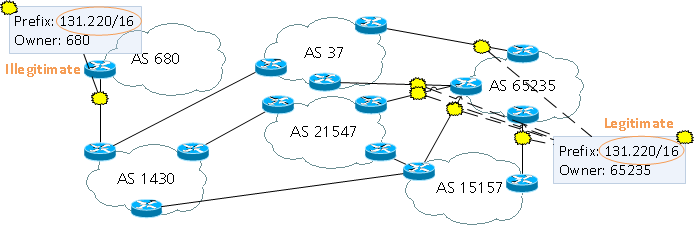 Prefix: 131.220/16
Owner: 680
Illegitimate
AS 680
AS 37
AS 65235
AS 21547
Legitimate
Prefix: 131.220/16
Owner: 65235
AS 1430
AS 15157